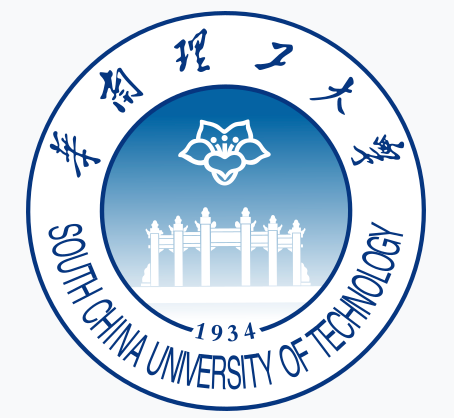 华南理工大学
1934
SOUTH CHINA UNIVERSITY OF TECHNOLOGY